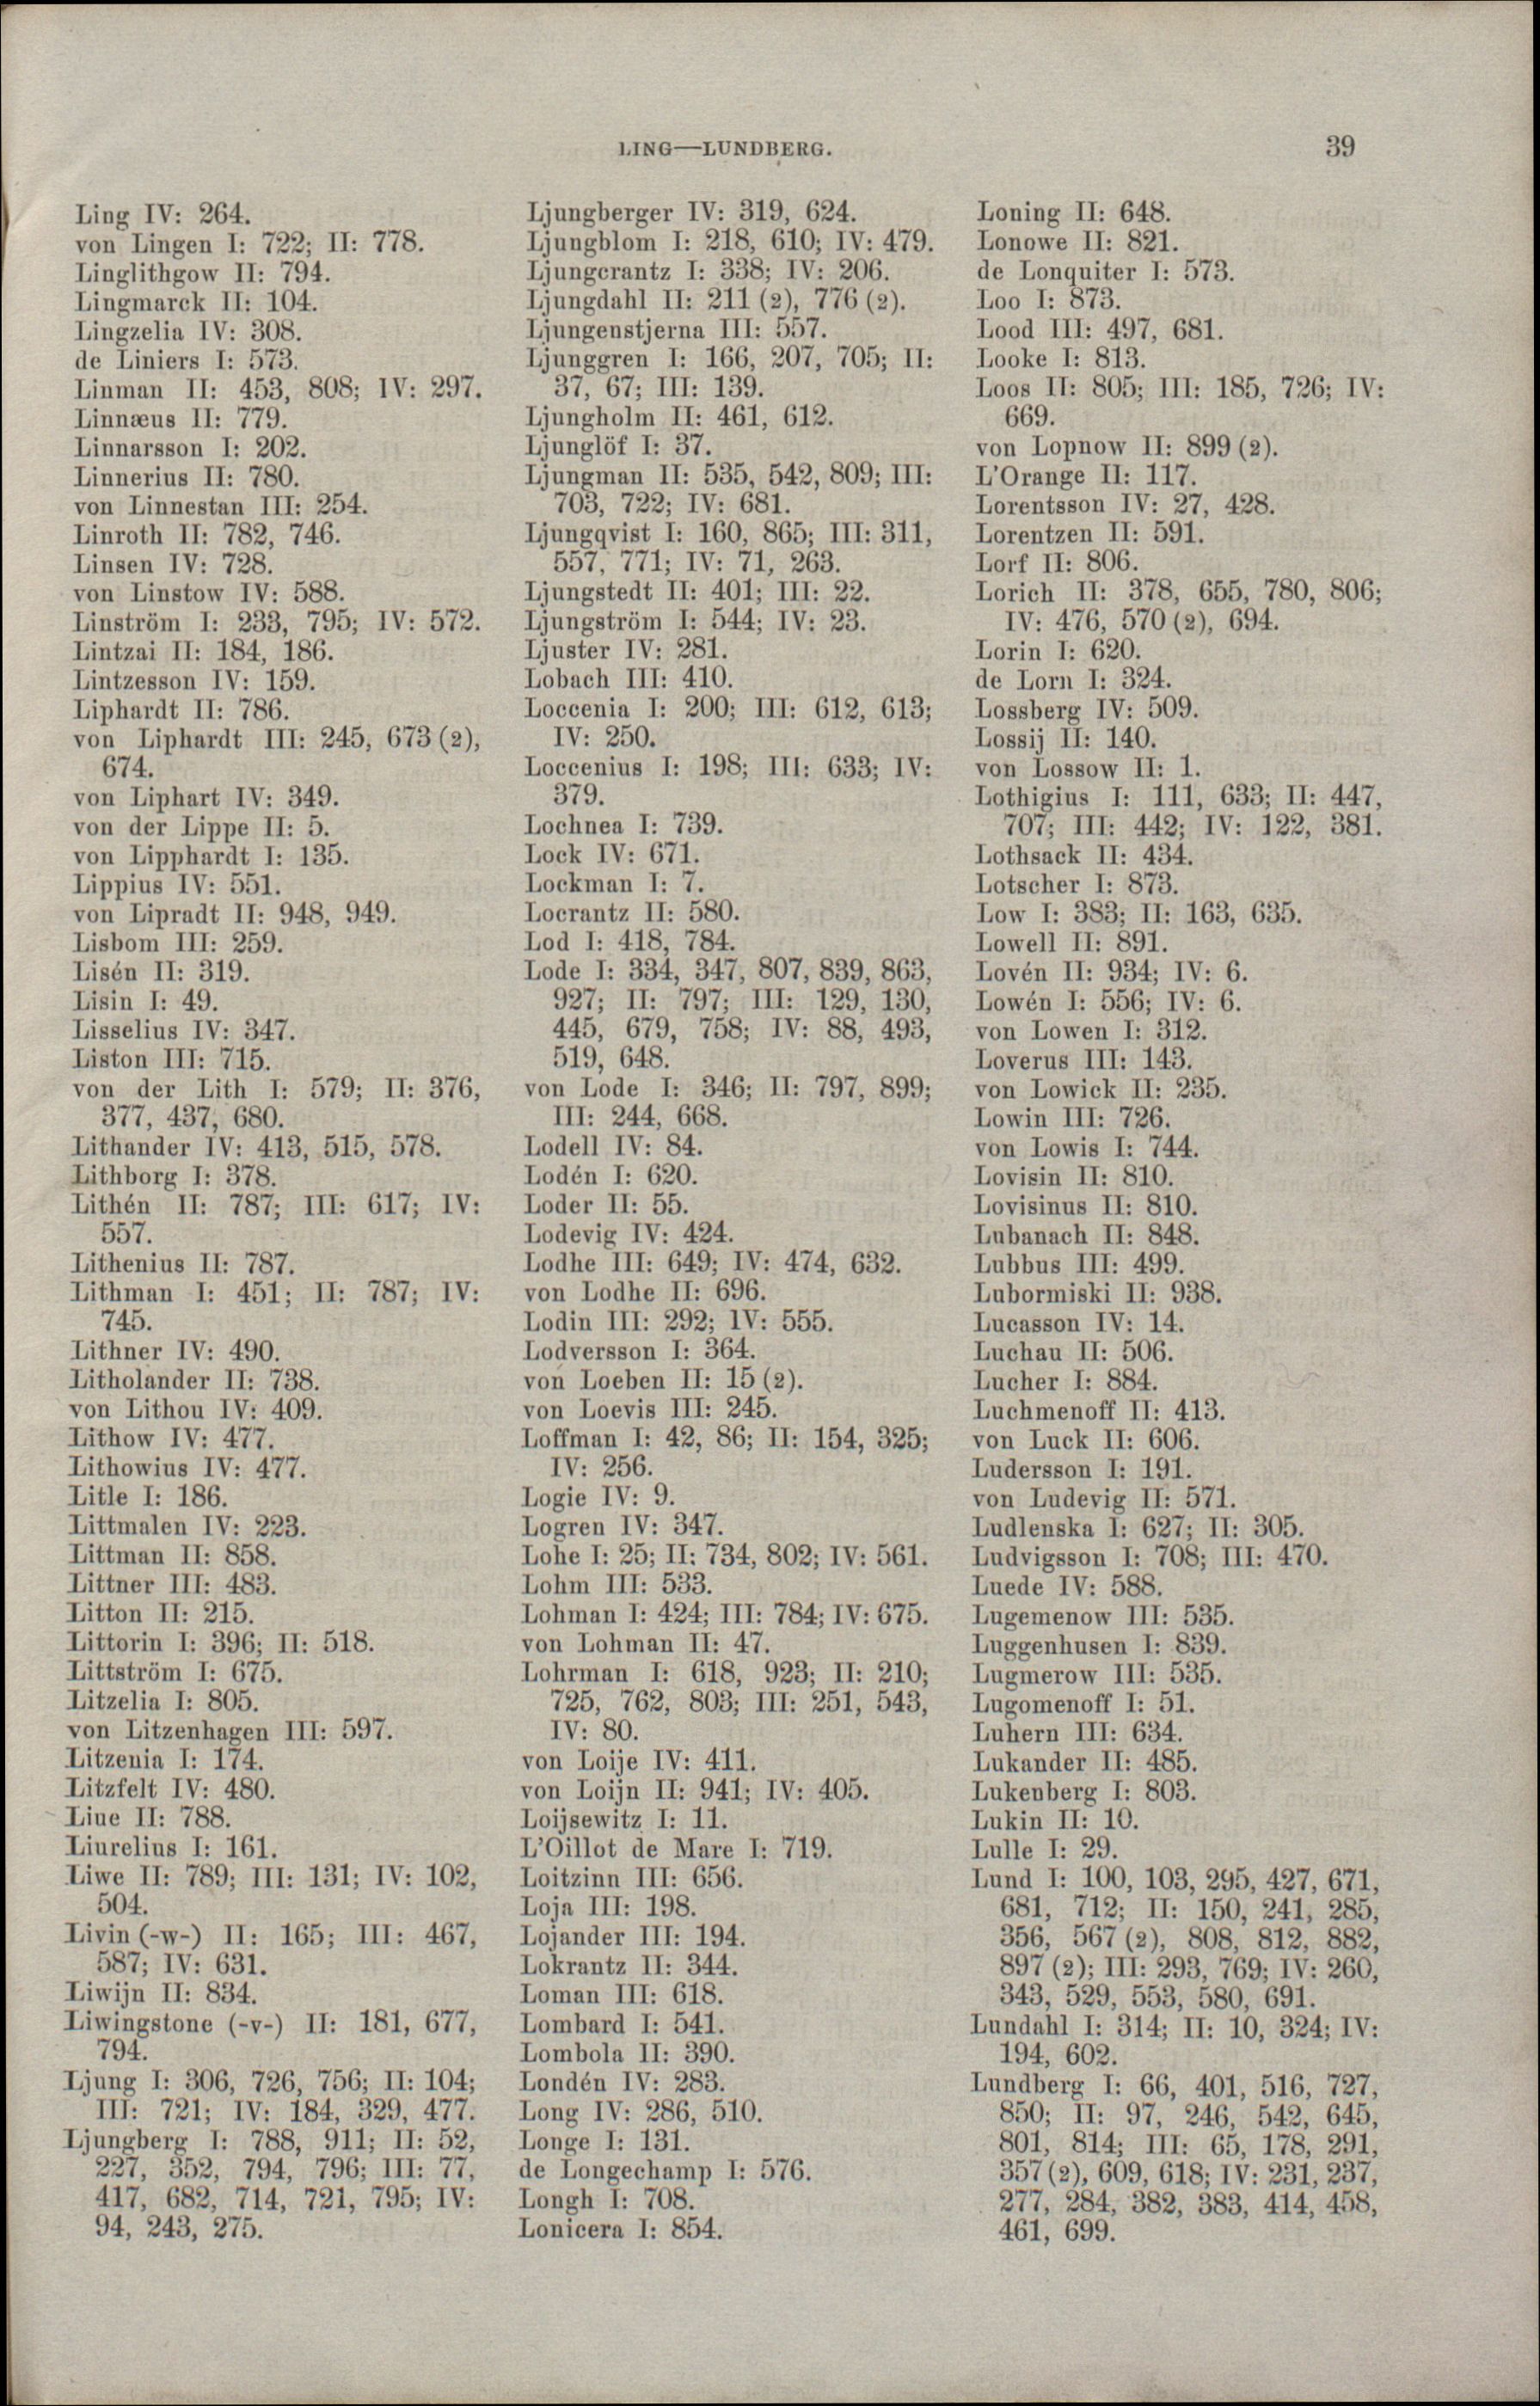 LING—LUNDBERG.
39
Ling IV: 264.
von Lingen I: 722; II: 778.
Linglithgow II: 794.
Lingmarck II: 104.
Lingzelia IV: 308.
de Liniers I: 573.
Linman II: 453, 808; IV: 297.
Linnæus II: 779.
Linnarsson I: 202.
Linnerius II: 780.
von Linnestan III: 254.
Linroth II: 782, 746.
Linsen IV: 728.
von Linstow IV: 588.
Linström I: 233, 795; IV: 572.
Lintzai II: 184, 186.
Lintzesson IV: 159.
Liphardt II: 786.
von Liphardt III: 245, 673 (2),
674.
von Liphart IV: 349.
von der Lippe II: 5.
von Lipphardt I: 135.
Lippius IV: 551.
von Lipradt II: 948, 949.
Lisbom III: 259.
Lisén II: 319.
Lisin I: 49.
Lisselius IV: 347.
Liston III: 715.
von der Lith I: 579; II: 376,
377, 437, 680.
Lithander IV: 413, 515, 578.
Lithborg I: 378.
Lithén II: 787; III: 617; IV:
557.
Lithenius II: 787.
Lithman I: 451; II: 787; IV:
745.
Lithner IV: 490.
Litholander II: 738.
von Lithou IV: 409.
Lithow IV: 477.
Lithowius IV: 477.
Litle I: 186.
Littmalen IV: 223.
Littman II: 858.
Littner III: 483.
Litton II: 215.
Littorin I: 396; II: 518.
Littström I: 675.
Litzelia I: 805.
von Litzenhagen III: 597.
Litzenia I: 174.
Litzfelt IV: 480.
Liue II: 788.
Liurelius I: 161.
Liwe II: 789; III: 131; IV: 102,
504.
Livin (-w-) II: 165; III: 467,
587; IV: 631.
Liwijn II: 834.
Liwingstone (-v-) II: 181, 677,
794.
Ljung I: 306, 726, 756; II: 104;
III: 721; IV: 184, 329, 477.
Ljungberg I: 788, 911; II: 52,
227, 352, 794, 796; III: 77,
417, 682, 714, 721, 795; IV:
94, 243, 275.
Ljungberger IV: 319, 624.
Ljungblom I: 218, 610; IV: 479.
Ljungcrantz I: 338; IV: 206.
Ljungdahl II: 211 (2), 776 (2).
Ljungenstjerna III: 557.
Ljunggren I: 166, 207, 705; II:
37, 67; III: 139.
Ljungholm II: 461, 612.
Ljunglöf I: 37.
Ljungman II: 535, 542, 809; III:
703, 722; IV: 681.
Ljungqvist I: 160, 865; III: 311,
557, 771; IV: 71, 263.
Ljungstedt II: 401; III: 22.
Ljungström I: 544; IV: 23.
Ljuster IV: 281.
Lobach III: 410.
Loccenia I: 200; III: 612, 613;
IV: 250.
Loccenius I: 198; III: 633; IV:
379.
Lochnea I: 739.
Lock IV: 671.
Lockman I: 7.
Locrantz II: 580.
Lod I: 418, 784.
Lode I: 334, 347, 807, 839, 863,
927; II: 797; III: 129, 130,
445, 679, 758; IV: 88, 493,
519, 648.
von Lode I: 346; II: 797, 899;
III: 244, 668.
Lodell IV: 84.
Lodén I: 620.
Loder II: 55.
Lodevig IV: 424.
Lodhe III: 649; IV: 474, 632.
von Lodhe II: 696.
Lodin III: 292; IV: 555.
Lodversson I: 364.
von Loeben II: 15 (2).
von Loevis III: 245.
Loffman I: 42, 86; II: 154, 325;
IV: 256.
Logie IV: 9.
Logren IV: 347.
Lohe I: 25; II: 734, 802; IV: 561.
Lohm III: 533.
Lohman I: 424; III: 784; IV: 675.
von Lohman II: 47.
Lohrman I: 618, 923; II: 210;
725, 762, 803; III: 251, 543,
IV: 80.
von Loije IV: 411.
von Loijn II: 941; IV: 405.
Loijsewitz I: 11.
L'Oillot de Mare I: 719.
Loitzinn III: 656.
Loja III: 198.
Lojander III: 194.
Lokrantz II: 344.
Loman III: 618.
Lombard I: 541.
Lombola II: 390.
Londén IV: 283.
Long IV: 286, 510.
Longe I: 131.
de Longechamp I: 576.
Longh I: 708.
Lonicera I: 854.
Loning II: 648.
Lonowe II: 821.
de Lonquiter I: 573.
Loo I: 873.
Lood III: 497, 681.
Looke I: 813.
Loos II: 805; III: 185, 726; IV:
669.
von Lopnow II: 899 (2).
L'Orange II: 117.
Lorentsson IV: 27, 428.
Lorentzen II: 591.
Lorf II: 806.
Lorich II: 378, 655, 780, 806;
IV: 476, 570 (2), 694.
Lorin I: 620.
de Lorn I: 324.
Lossberg IV: 509.
Lossij II: 140.
von Lossow II: 1.
Lothigius I: 111, 633; II: 447,
707; III: 442; IV: 122, 381.
Lothsack II: 434.
Lotscher I: 873.
Low I: 383; II: 163, 635.
Lowell II: 891.
Lovén II: 934; IV: 6.
Lowén I: 556; IV: 6.
von Lowen I: 312.
Loverus III: 143.
von Lowick II: 235.
Lowin III: 726.
von Lowis I: 744.
Lovisin II: 810.
Lovisinus II: 810.
Lubanach II: 848.
Lubbus III: 499.
Lubormiski II: 938.
Lucasson IV: 14.
Luchau II: 506.
Lucher I: 884.
Luchmenoff II: 413.
von Luck II: 606.
Ludersson I: 191.
von Ludevig II: 571.
Ludlenska I: 627; II: 305.
Ludvigsson I: 708; III: 470.
Luede IV: 588.
Lugemenow III: 535.
Luggenhusen I: 839.
Lugmerow III: 535.
Lugomenoff I: 51.
Luhern III: 634.
Lukander II: 485.
Lukenberg I: 803.
Lukin II: 10.
Lulle I: 29.
Lund I: 100, 103, 295, 427, 671,
681, 712; II: 150, 241, 285,
356, 567 (2), 808, 812, 882,
897 (2); III: 293, 769; IV: 260,
343, 529, 553, 580, 691.
Lundahl I: 314; II: 10, 324; IV:
194, 602.
Lundberg I: 66, 401, 516, 727,
850; II: 97, 246, 542, 645,
801, 814; III: 65, 178, 291,
357 (2), 609, 618; IV: 231, 237,
277, 284, 382, 383, 414, 458,
461, 699.